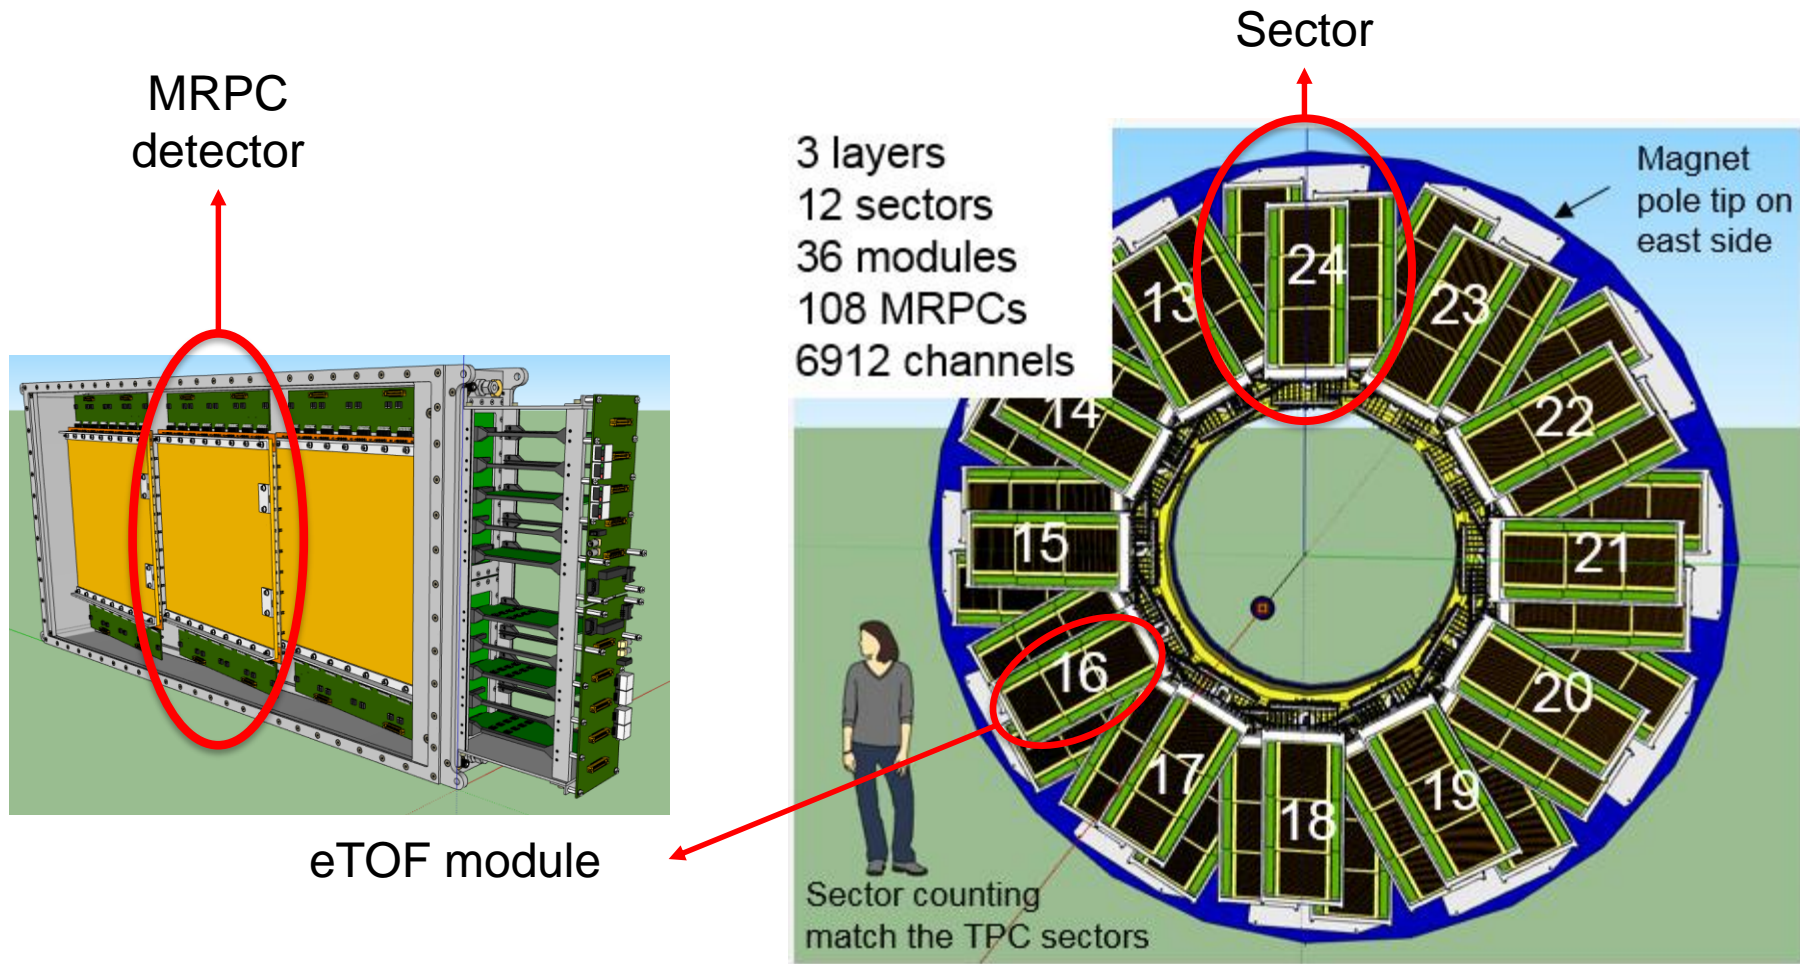 Sector
MRPC
detector
3 layers
12 sectors
36 modules
108 MRPCs
6912 channels
Magnet
pole tip on
east side
24
13
23
14
22
15
21
16
20
17
19
18
eTOF module
Sector counting
match the TPC sectors